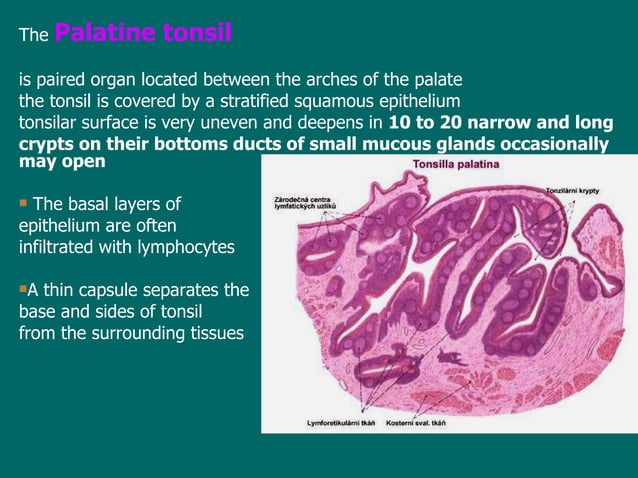 The Palatine tonsil
is paired organ located between the arches of the palate
the tonsil is covered by a stratified squamous epithelium
tonsilar surface is very uneven and deepens in 10 to 20 narrow and long
crypts on their bottoms ducts of small mucous glands occasionally
may open
The basal layers of
epithelium are often
infiltrated with lymphocytes
A thin capsule separates the
base and sides of tonsil
from the surrounding tissues
Tonsilla palatina
Zárodečná centra
lymfatických uzlíků
Tonzilární krypty
Lymforetikulární tkáň
Kosterní sval. tkáň